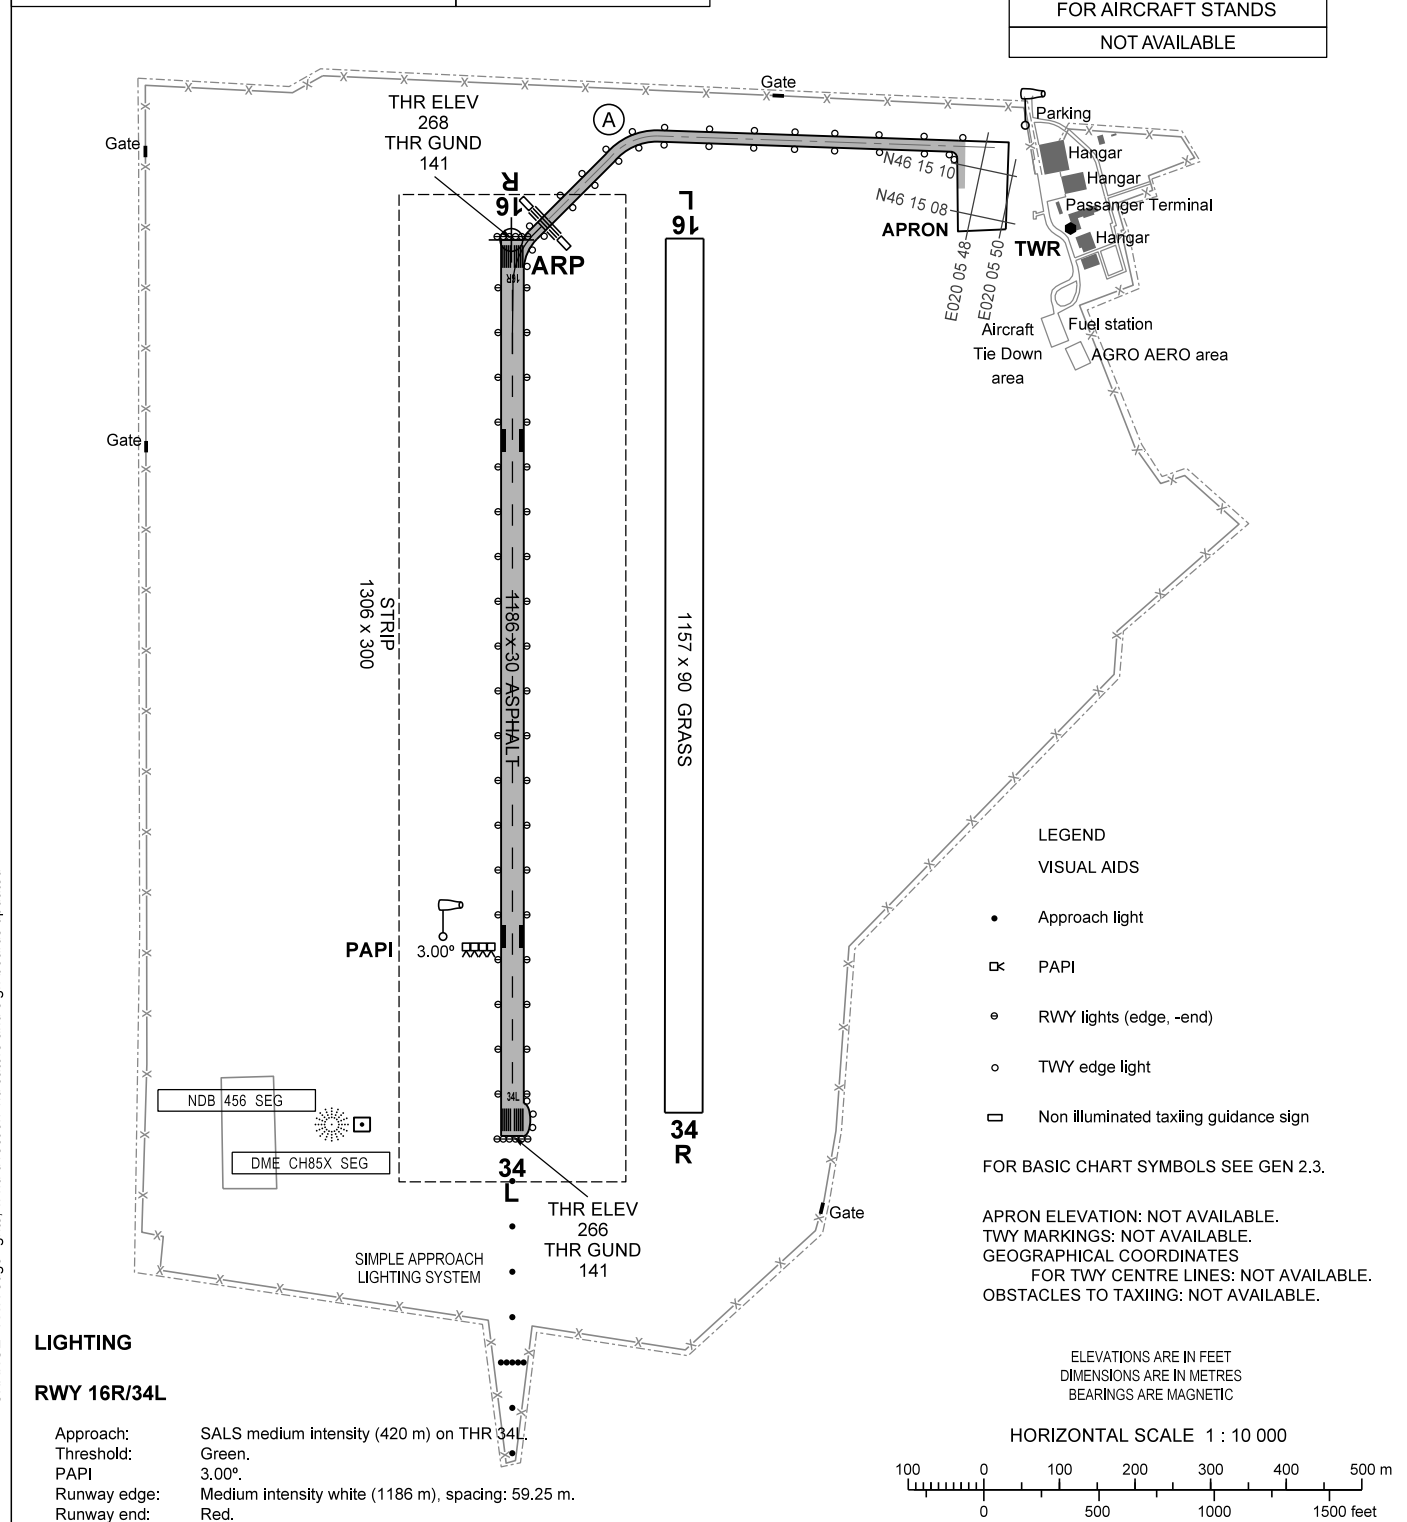 FOR AIRCRAFT STANDS
NOT AVAILABLE
Gate
Parking
THR ELEV
268
THR GUND
141
A
Gate
Hangar
Hangar
Passanger Terminal
Hangar
N46 15 10
N46 15 08
APRON
TWR
E020 05 48
E020 05 50
16
R
16
L
ARP
16R
Aircraft
Tie Down
area
Fuel station
AGRO AERO area
Gate
STRIP
1306 x 300
1186 x 30 ASPHALT
1157 x 90 GRASS
PAPI
3.00º
LEGEND
VISUAL AIDS
Approach light
PAPI
RWY lights (edge, -end)
TWY edge light
Non illuminated taxiing guidance sign
FOR BASIC CHART SYMBOLS SEE GEN 2.3.
APRON ELEVATION: NOT AVAILABLE.
TWY MARKINGS: NOT AVAILABLE.
GEOGRAPHICAL COORDINATES
FOR TWY CENTRE LINES: NOT AVAILABLE.
OBSTACLES TO TAXIING: NOT AVAILABLE.
NDB 456 SEG
DME CH85X SEG
34L
34
L
34
R
THR ELEV
266
THR GUND
141
Gate
SIMPLE APPROACH
LIGHTING SYSTEM
ELEVATIONS ARE IN FEET
DIMENSIONS ARE IN METRES
BEARINGS ARE MAGNETIC
HORIZONTAL SCALE 1 : 10 000
100 0 100 200 300 400 500 m
0 500 1000 1500 feet
LIGHTING
RWY 16R/34L
Approach: SALS medium intensity (420 m) on THR 34L.
Threshold: Green.
PAPI 3.00º.
Runway edge: Medium intensity white (1186 m), spacing: 59.25 m.
Runway end: Red.